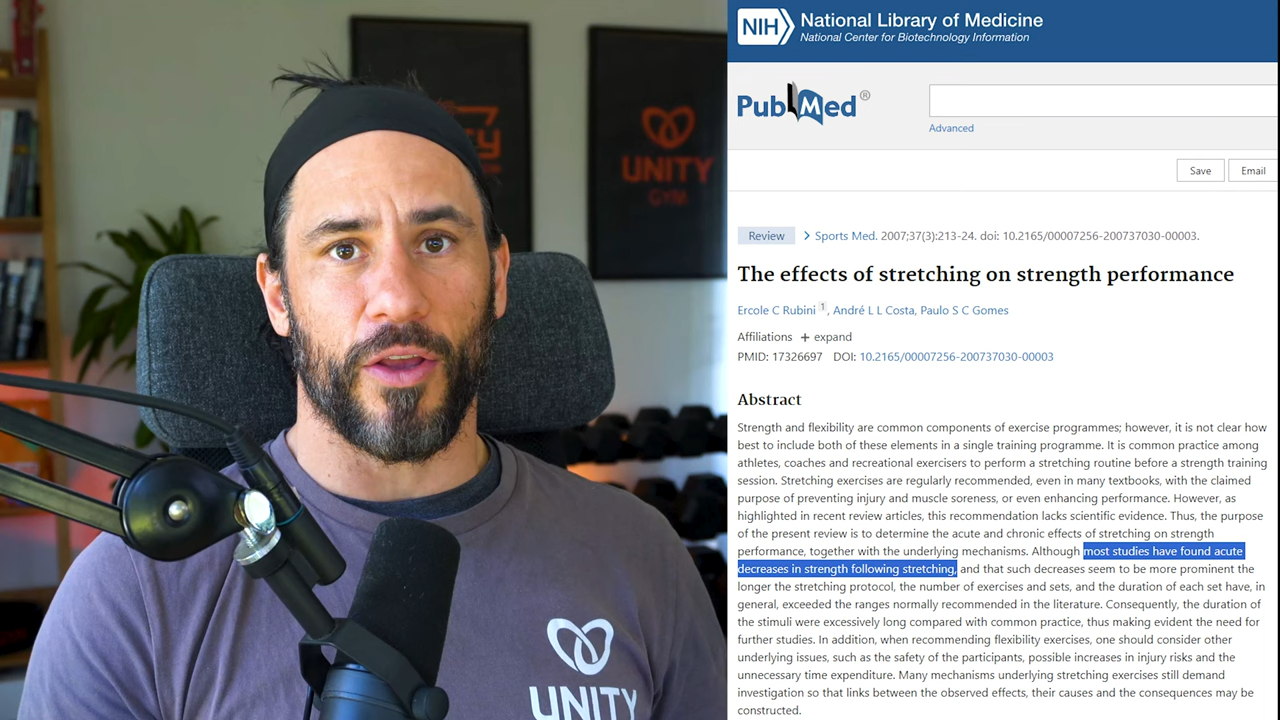 UNITY
GYM
UNITY
NIH
National Library of Medicine
National Center for Biotechnology Information
PubMed®
Advanced
Save
Email
Review
Sports Med. 2007;37(3):213-24. doi: 10.2165/00007256-200737030-00003.
The effects of stretching on strength performance
Ercole C Rubini 1, André L L Costa, Paulo S C Gomes
Affiliations + expand
PMID: 17326697 DOI: 10.2165/00007256-200737030-00003
Abstract
Strength and flexibility are common components of exercise programmes; however, it is not clear how
best to include both of these elements in a single training programme. It is common practice among
athletes, coaches and recreational exercisers to perform a stretching routine before a strength training
session. Stretching exercises are regularly recommended, even in many textbooks, with the claimed
purpose of preventing injury and muscle soreness, or even enhancing performance. However, as
highlighted in recent review articles, this recommendation lacks scientific evidence. Thus, the purpose
of the present review is to determine the acute and chronic effects of stretching on strength
performance, together with the underlying mechanisms. Although most studies have found acute
decreases in strength following stretching, and that such decreases seem to be more prominent the
longer the stretching protocol, the number of exercises and sets, and the duration of each set have, in
general, exceeded the ranges normally recommended in the literature. Consequently, the duration of
the stimuli were excessively long compared with common practice, thus making evident the need for
further studies. In addition, when recommending flexibility exercises, one should consider other
underlying issues, such as the safety of the participants, possible increases in injury risks and the
unnecessary time expenditure. Many mechanisms underlying stretching exercises still demand
investigation so that links between the observed effects, their causes and the consequences may be
constructed.